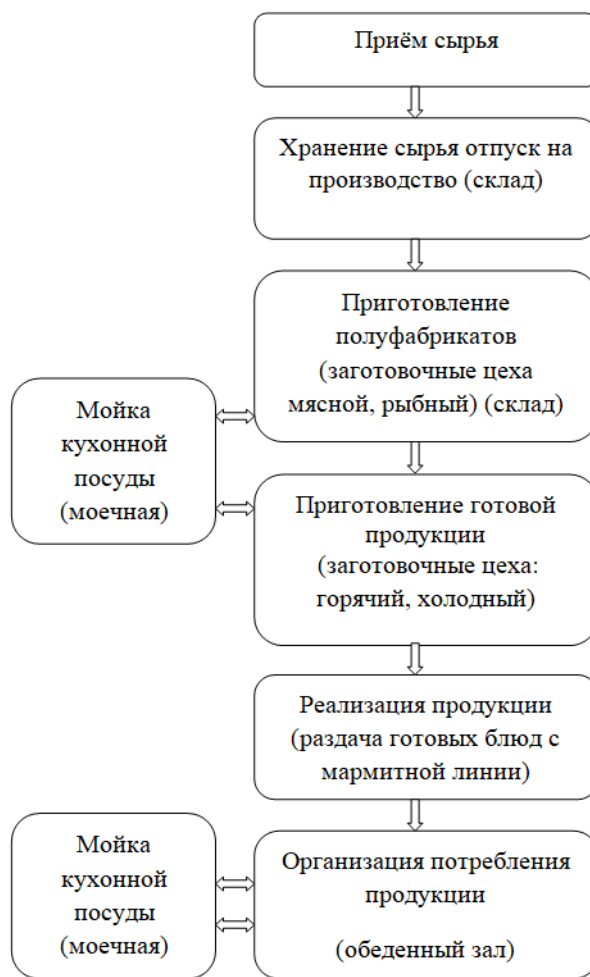 Приём сырья
Хранение сырья отпуск на
производство (склад)
Приготовление
полуфабрикатов
(заготовочные цеха
мясной, рыбный) (склад)
Мойка
кухонной
посуды
(моечная)
Приготовление готовой
продукции
(заготовочные цеха:
горячий, холодный)
Реализация продукции
(раздача готовых блюд с
мармитной линии)
Мойка
кухонной
посуды
(моечная)
Организация потребления
продукции
(обеденный зал)